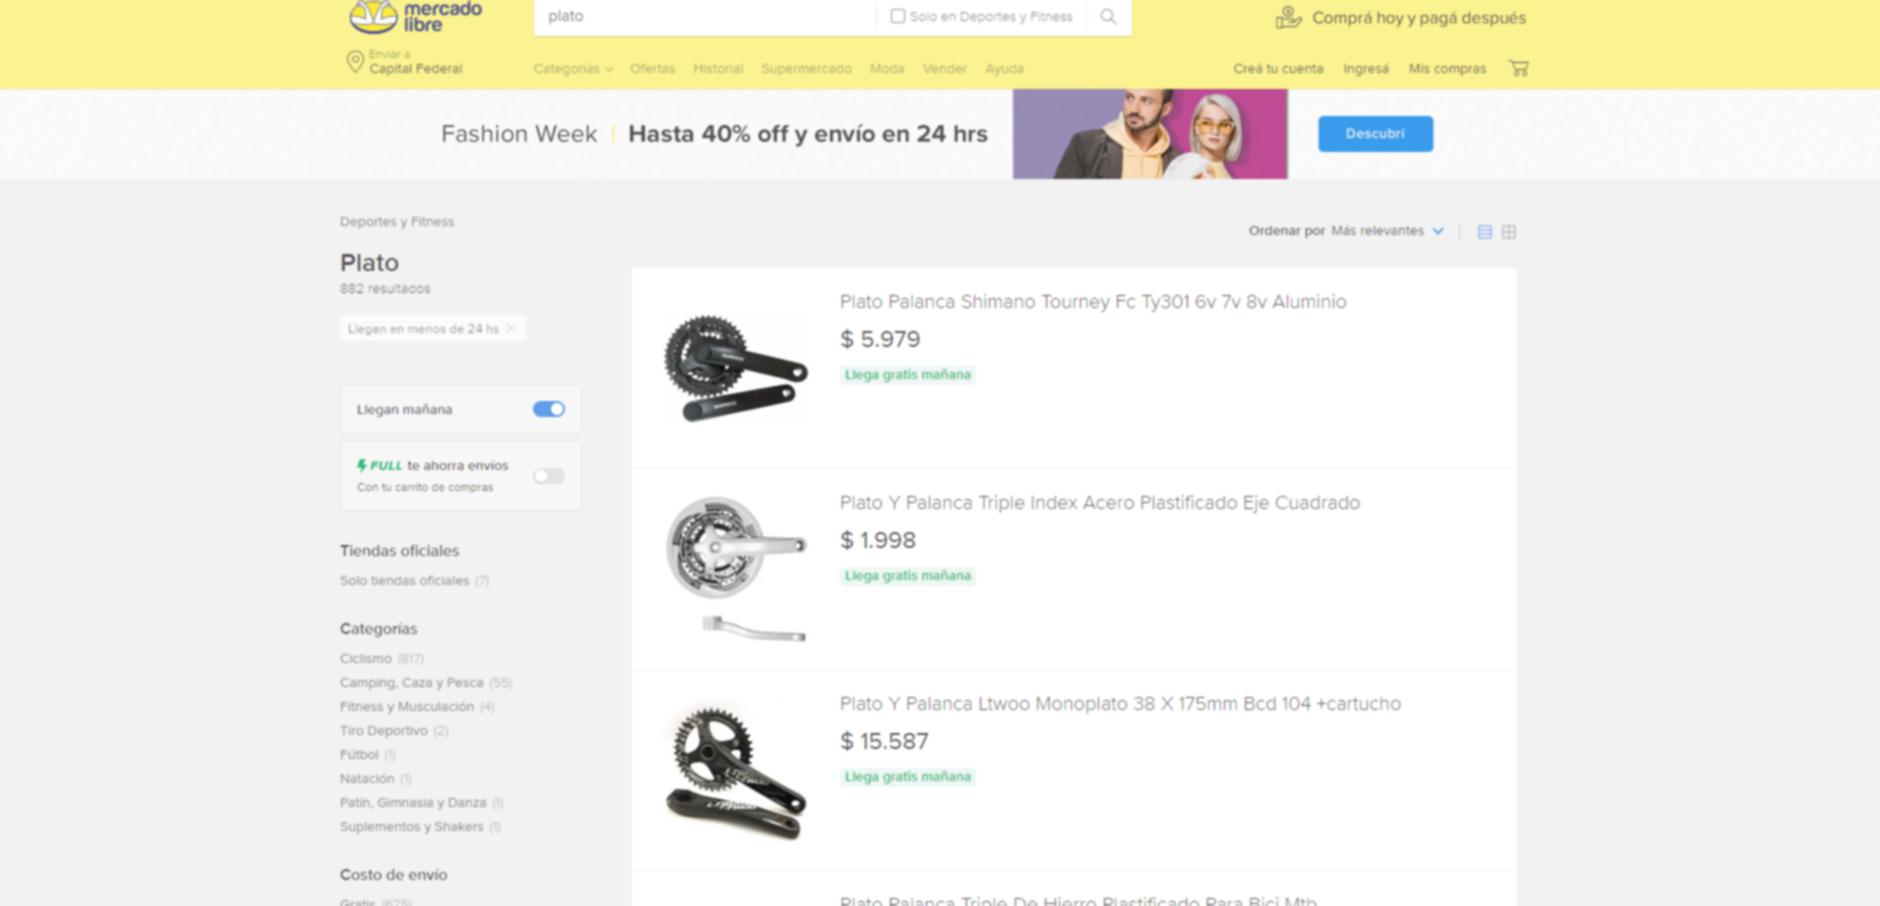 mercado
libre
plato
Solo en Deportes y Fitness
Comprá hoy y pagá después
Enviar a
Capital Federal
Categorías Ofertas Historial Supermercado Moda Vender Ayuda
Creá tu cuenta Ingresá Mis compras
Fashion Week | Hasta 40% off y envío en 24 hrs
Descubrí
Deportes y Fitness
Plato
882 resultados
Llegan en menos de 24 hs
Llegan mañana
FULL te ahorra envíos
Con tu carrito de compras
Tiendas oficiales
Solo tiendas oficiales (7)
Categorías
Ciclismo (817)
Camping, Caza y Pesca (55)
Fitness y Musculación (4)
Tiro Deportivo (2)
Fútbol (1)
Natación (1)
Patín, Gimnasia y Danza (1)
Suplementos y Shakers (1)
Costo de envío
Gratis (675)
Ordenar por Más relevantes
Plato Palanca Shimano Tourney Fc Ty301 6v 7v 8v Aluminio
$ 5.979
Llega gratis mañana
Plato Y Palanca Triple Index Acero Plastificado Eje Cuadrado
$ 1.998
Llega gratis mañana
Plato Y Palanca Ltwoo Monoplato 38 X 175mm Bcd 104 +cartucho
$ 15.587
Llega gratis mañana
Plato Palanca Triple De Hierro Plastificado Para Bici Mtb